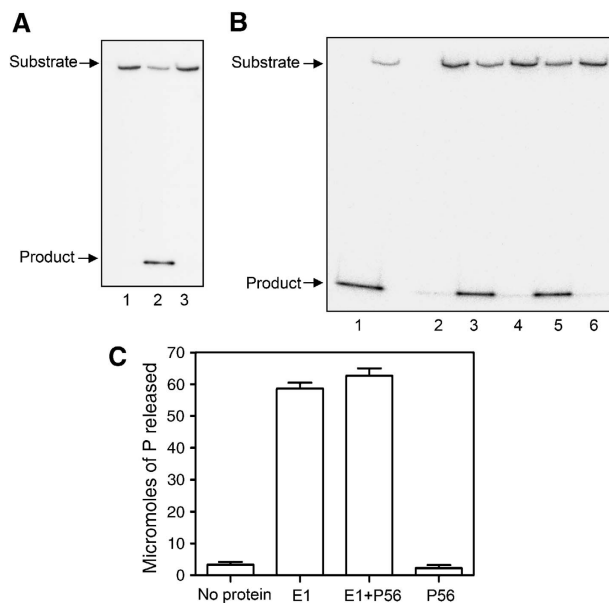 A
Substrate
Product
1 2 3
B
Substrate
Product
1 2 3 4 5 6
C
Micromoles of P released
70
60
50
40
30
20
10
0
No protein E1 E1+P56 P56